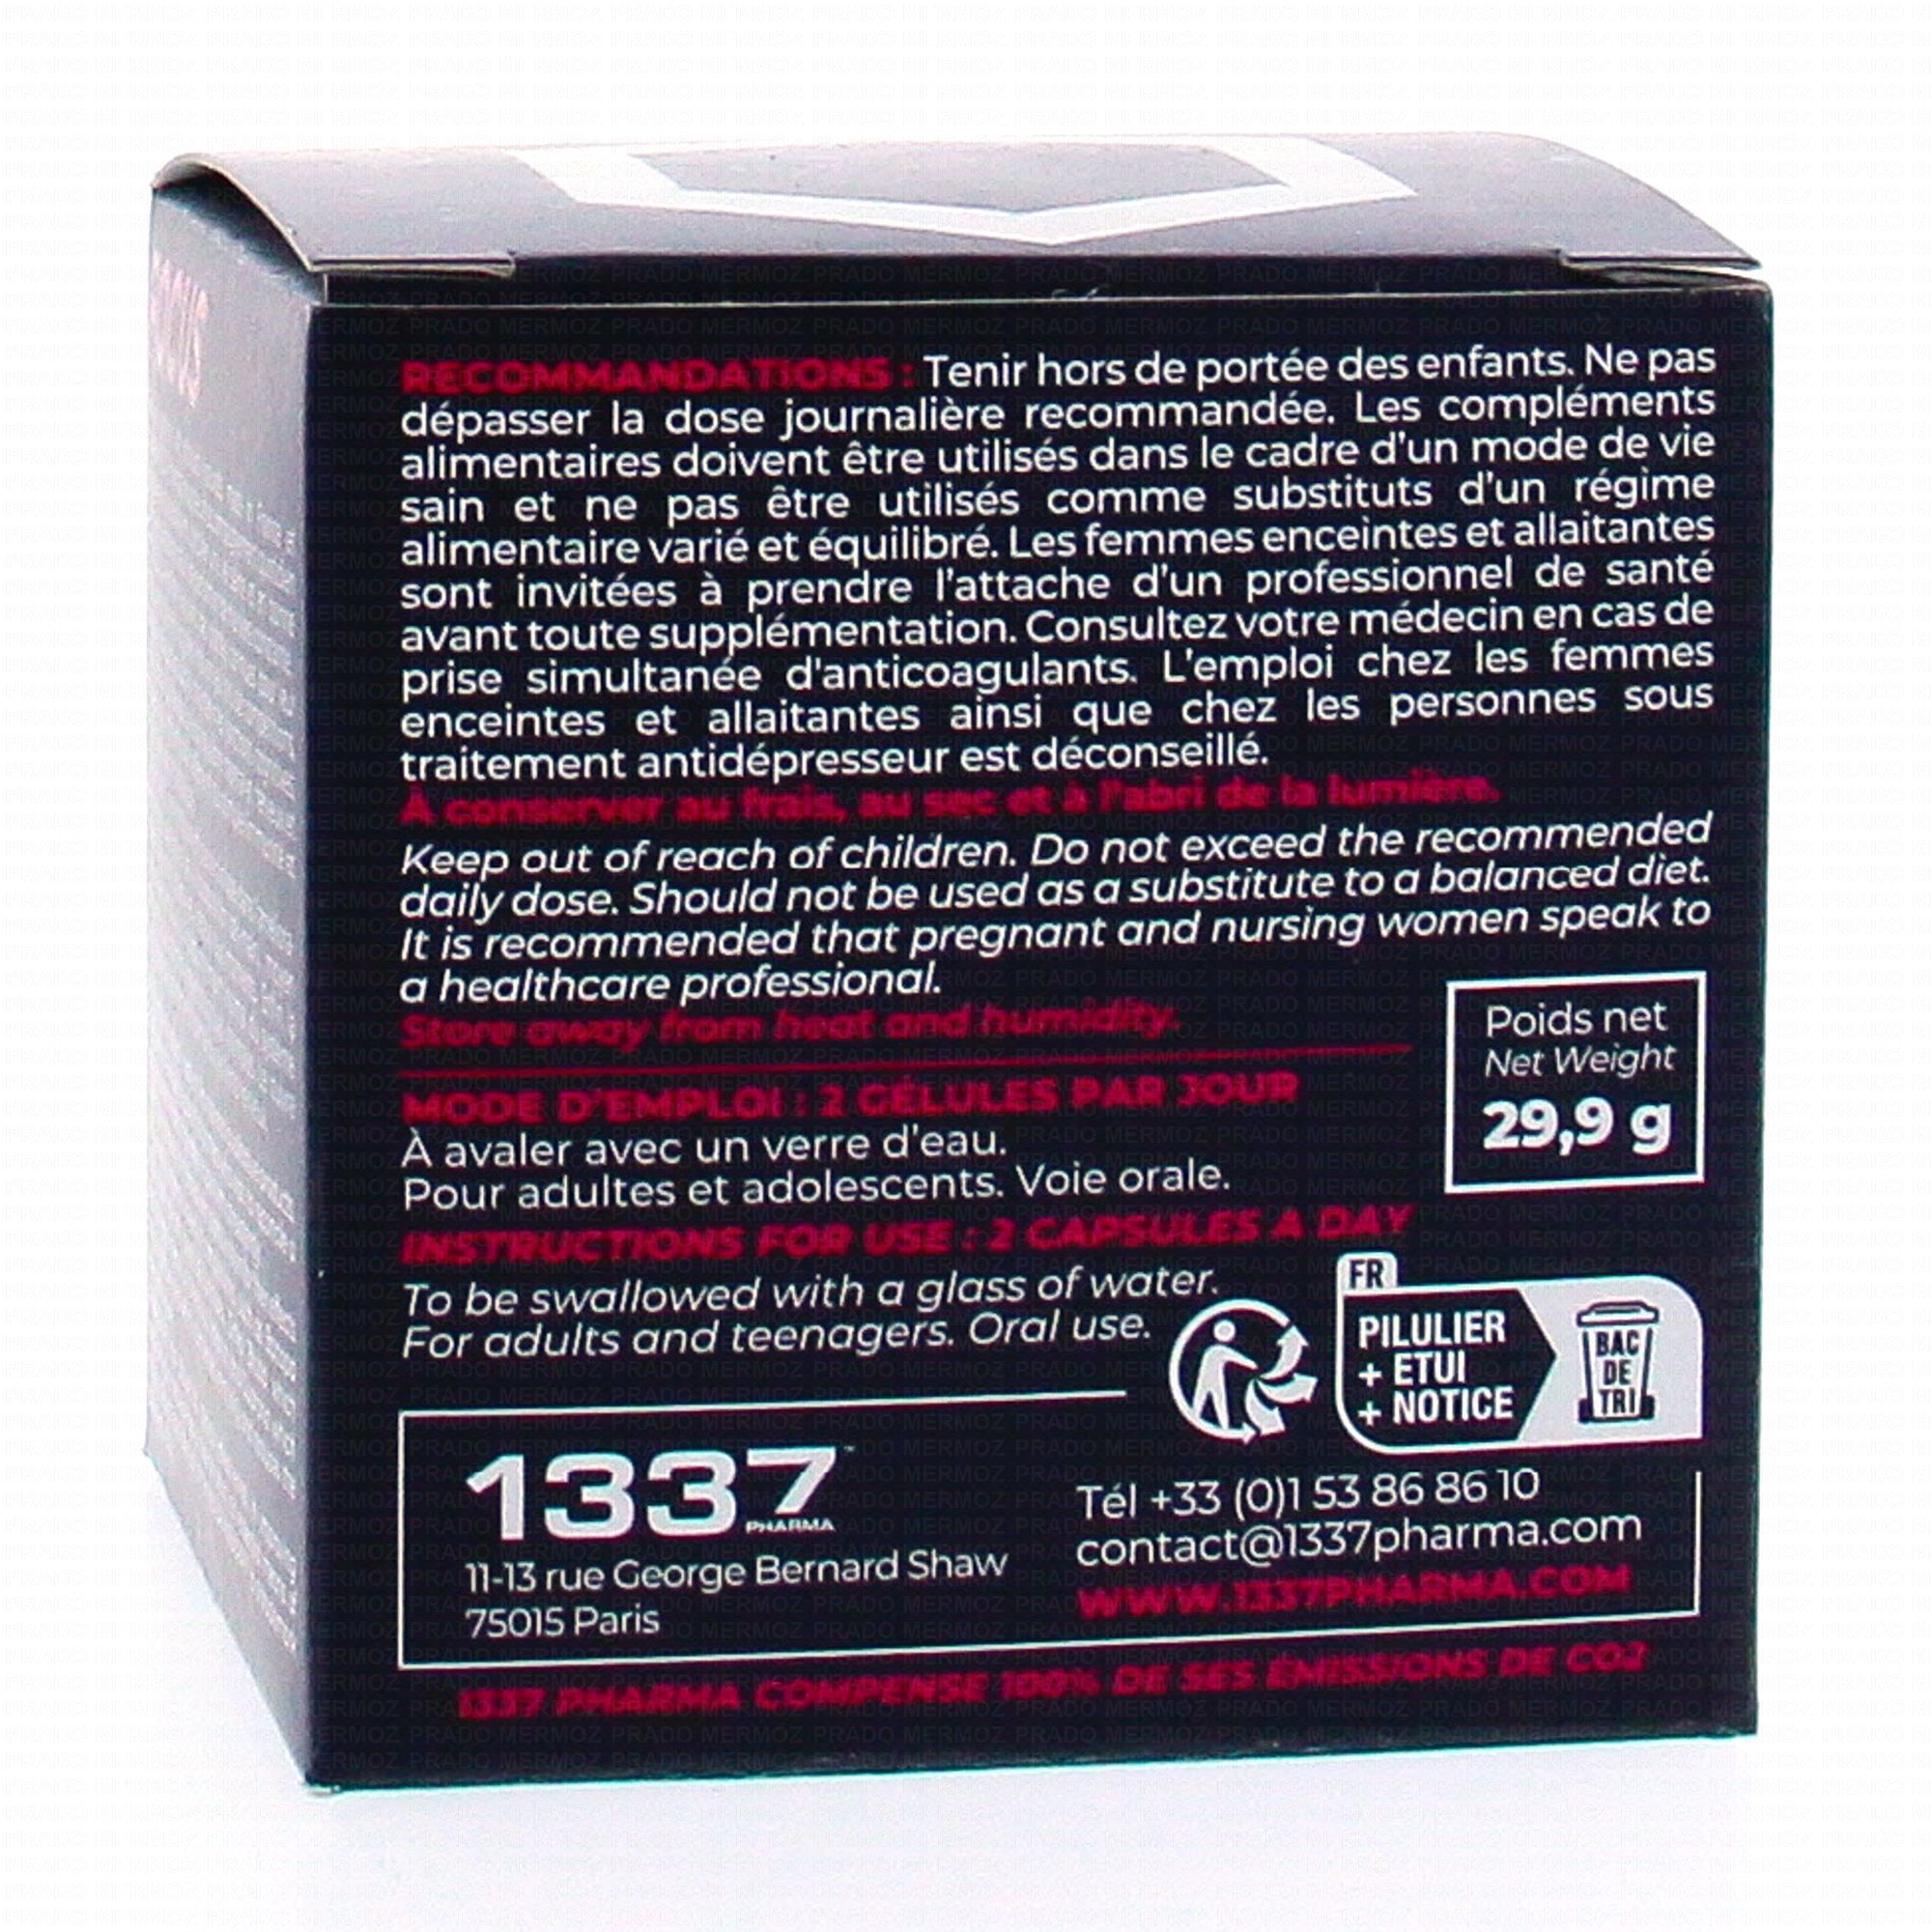 RECOMMANDATIONS : Tenir hors de portée des enfants. Ne pas
dépasser la dose journalière recommandée. Les compléments
alimentaires doivent être utilisés dans le cadre d'un mode de vie
sain et ne pas être utilisés comme substituts d'un régime
alimentaire varié et équilibré. Les femmes enceintes et allaitantes
sont invitées à prendre l'attache d'un professionnel de santé
avant toute supplémentation. Consultez votre médecin en cas de
prise simultanée d'anticoagulants. L'emploi chez les femmes
enceintes et allaitantes ainsi que chez les personnes sous
traitement antidépresseur est déconseillé.
À conserver au frais, au sec et à l'abri de la lumière.
Keep out of reach of children. Do not exceed the recommended
daily dose. Should not be used as a substitute to a balanced diet.
It is recommended that pregnant and nursing women speak to
a healthcare professional.
Store away from heat and humidity.
Poids net
Net Weight
29,9 g
MODE D'EMPLOI : 2 GÉLULES PAR JOUR
À avaler avec un verre d'eau.
Pour adultes et adolescents. Voie orale.
INSTRUCTIONS FOR USE : 2 CAPSULES A DAY
To be swallowed with a glass of water.
For adults and teenagers. Oral use.
FR
PILULIER
+ ETUI
+ NOTICE
BAC
DE
TRI
1337
PHARMA
11-13 rue George Bernard Shaw
75015 Paris
Tél +33 (0)1 53 86 86 10
contact@1337pharma.com
WWW.1337PHARMA.COM
1337 PHARMA COMPENSE 100% DE SES ÉMISSIONS DE CO2